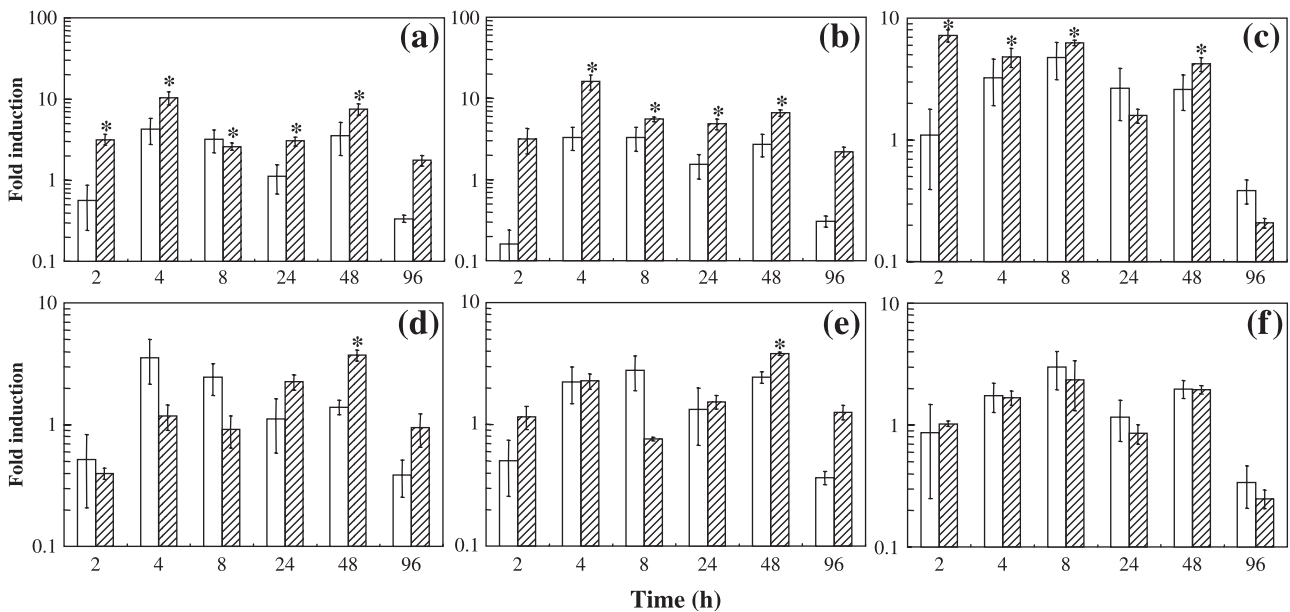 100 100 10
(a) (b) (c)
* * * * * * * * * * * * *
Fold induction
10 10
1 1 1
0.1 0.1 0.1
2 4 8 24 48 96 2 4 8 24 48 96 2 4 8 24 48 96
10 10 10
(d) (e) (f)
* *
Fold induction
1 1 1
0.1 0.1 0.1
2 4 8 24 48 96 2 4 8 24 48 96 2 4 8 24 48 96
Time (h)